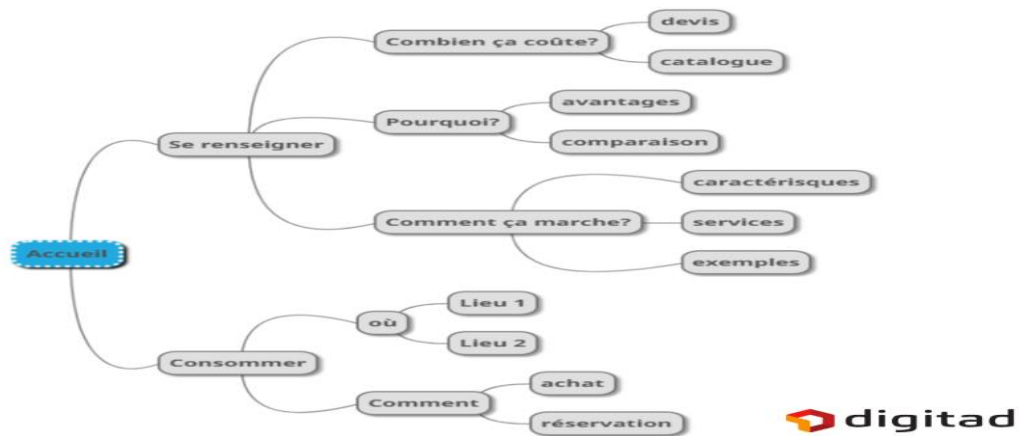 Accueil
Se renseigner
Combien ça coûte?
devis
catalogue
Pourquoi?
avantages
comparaison
Comment ça marche?
caractérisques
services
exemples
Consommer
où
Lieu 1
Lieu 2
Comment
achat
réservation
digitad